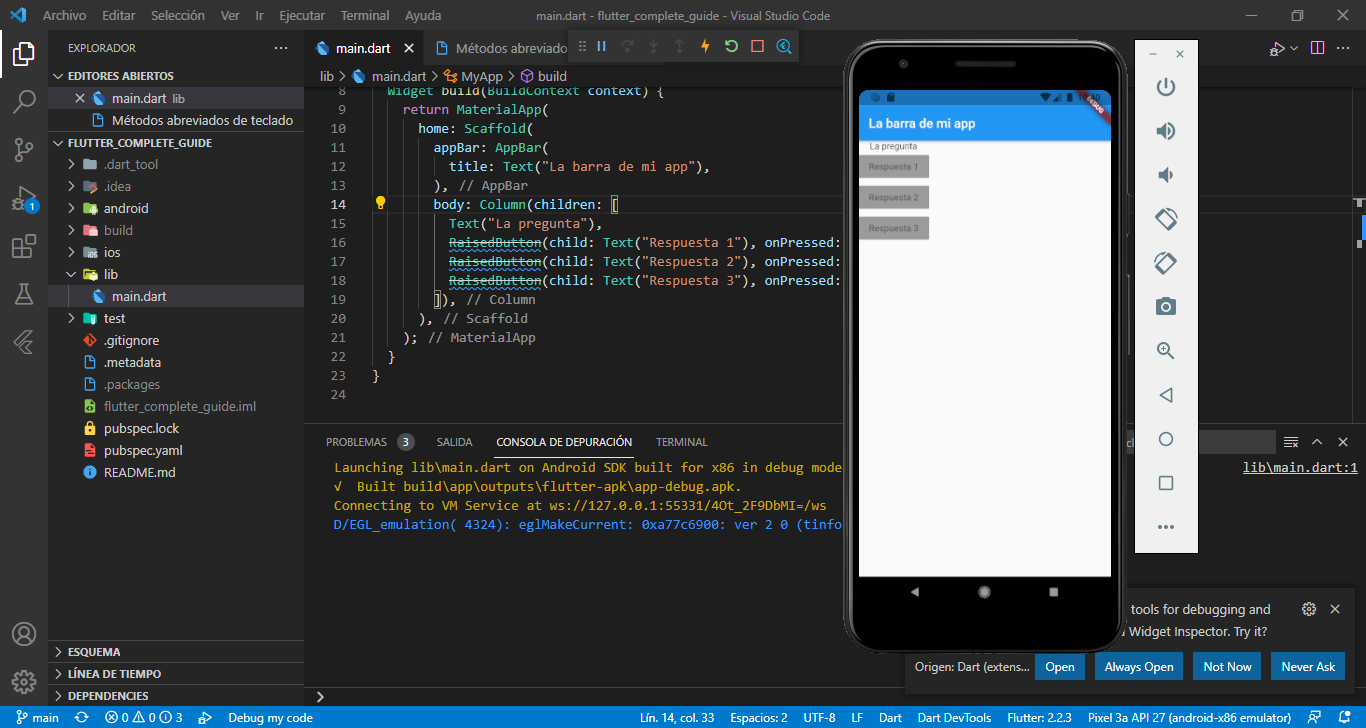 Archivo Editar Selección Ver Ir Ejecutar Terminal Ayuda
main.dart - flutter_complete_guide - Visual Studio Code
EXPLORADOR
EDITORES ABIERTOS
main.dart lib
Métodos abreviados de teclado
FLUTTER_COMPLETE_GUIDE
.dart_tool
.idea
android
build
ios
lib
main.dart
test
.gitignore
.metadata
.packages
flutter_complete_guide.iml
pubspec.lock
pubspec.yaml
README.md
ESQUEMA
LÍNEA DE TIEMPO
DEPENDENCIES
main.dart
Métodos abreviado
lib > main.dart > MyApp > build
8 Widget build(BuildContext context) {
9 return MaterialApp(
10 home: Scaffold(
11 appBar: AppBar(
12 title: Text("La barra de mi app"),
13 ), // AppBar
14 body: Column(children: [
15 Text("La pregunta"),
16 RaisedButton(child: Text("Respuesta 1"), onPressed:
17 RaisedButton(child: Text("Respuesta 2"), onPressed:
18 RaisedButton(child: Text("Respuesta 3"), onPressed:
19 ]), // Column
20 ), // Scaffold
21 ); // MaterialApp
22 }
23 }
24
PROBLEMAS 3 SALIDA CONSOLA DE DEPURACIÓN TERMINAL
Launching lib\main.dart on Android SDK built for x86 in debug mode
lib\main.dart:1
√ Built build\app\outputs\flutter-apk\app-debug.apk.
Connecting to VM Service at ws://127.0.0.1:55331/4Ot_2F9DbMI=/ws
D/EGL_emulation( 4324): eglMakeCurrent: 0xa77c6900: ver 2 0 (tinfo
DEBUG
La barra de mi app
La pregunta
Respuesta 1
Respuesta 2
Respuesta 3
tools for debugging and
Widget Inspector. Try it?
Origen: Dart (extens...
Open
Always Open
Not Now
Never Ask
1
main 0 0 3 Debug my code
Lín. 14, col. 33 Espacios: 2 UTF-8 LF Dart Dart DevTools Flutter: 2.2.3 Pixel 3a API 27 (android-x86 emulator)